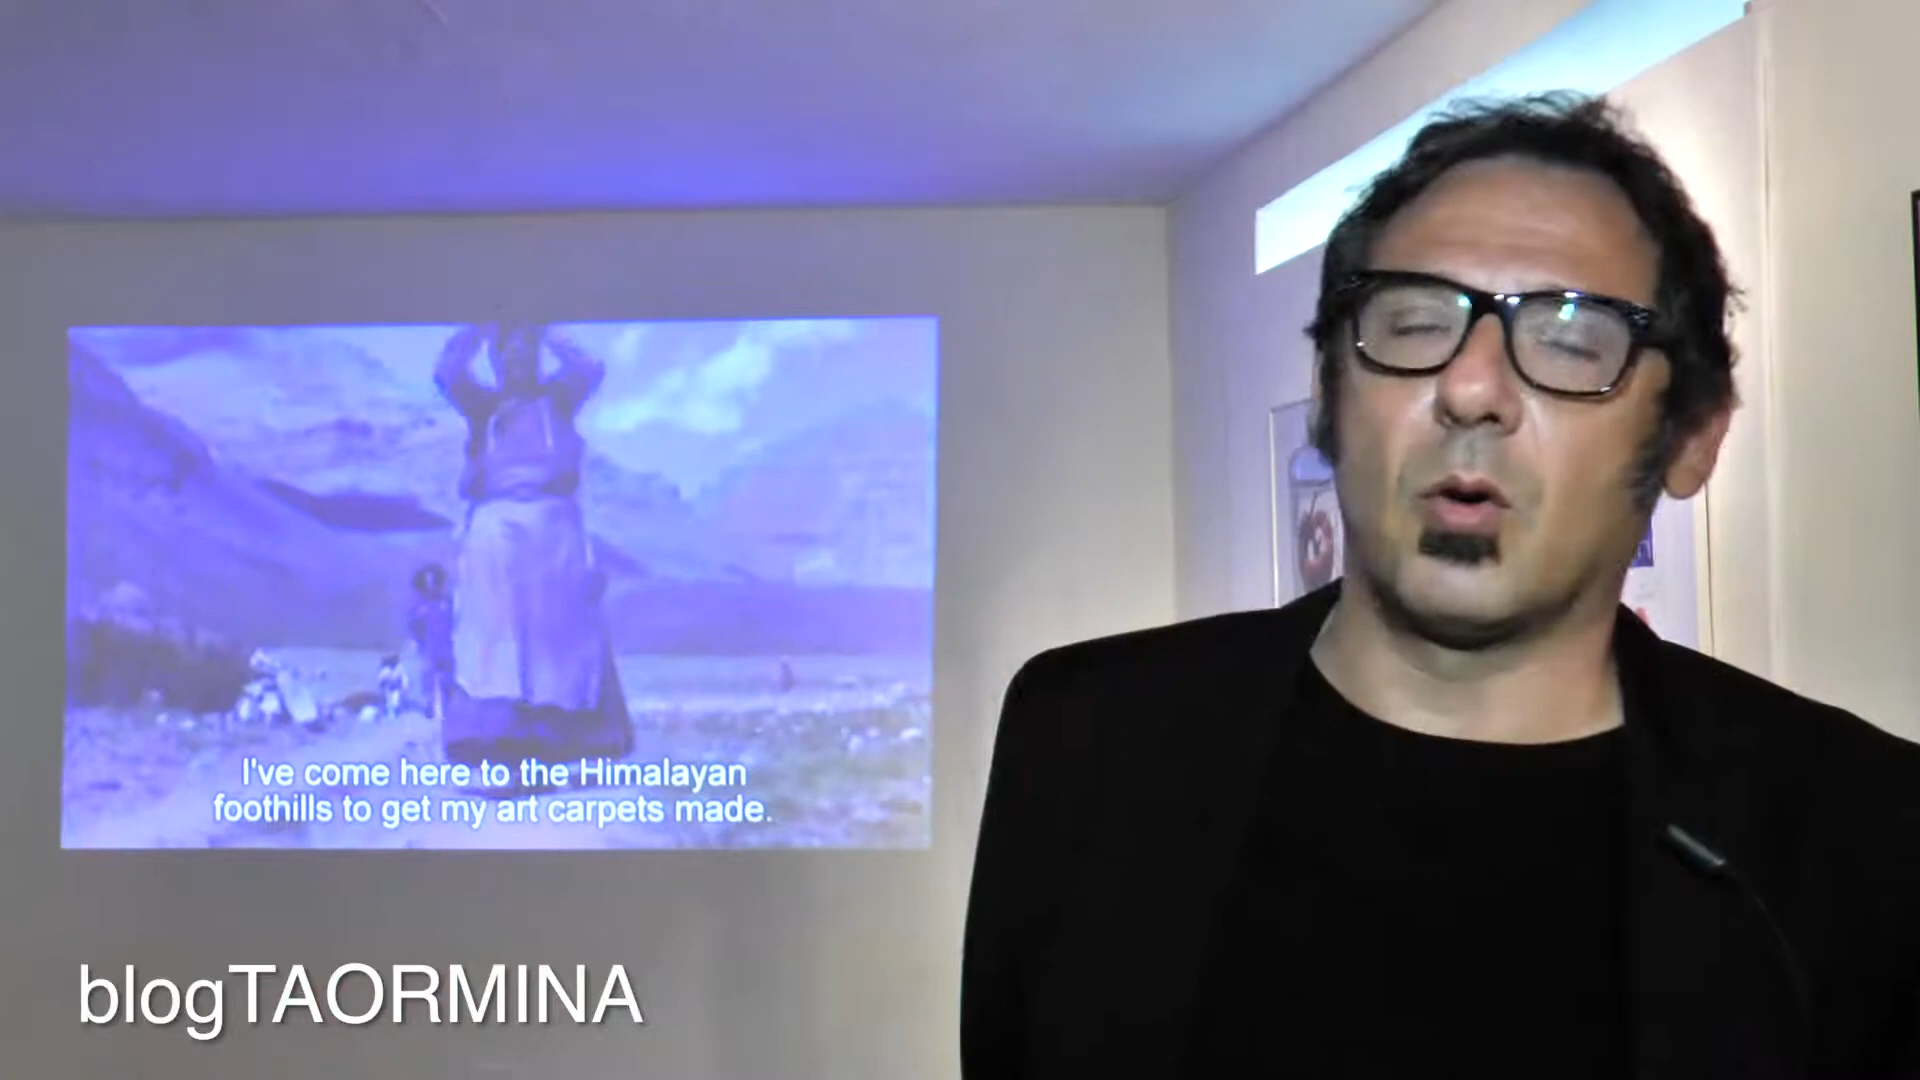 I've come here to the Himalayan
foothills to get my art carpets made.
blogTAORMINA